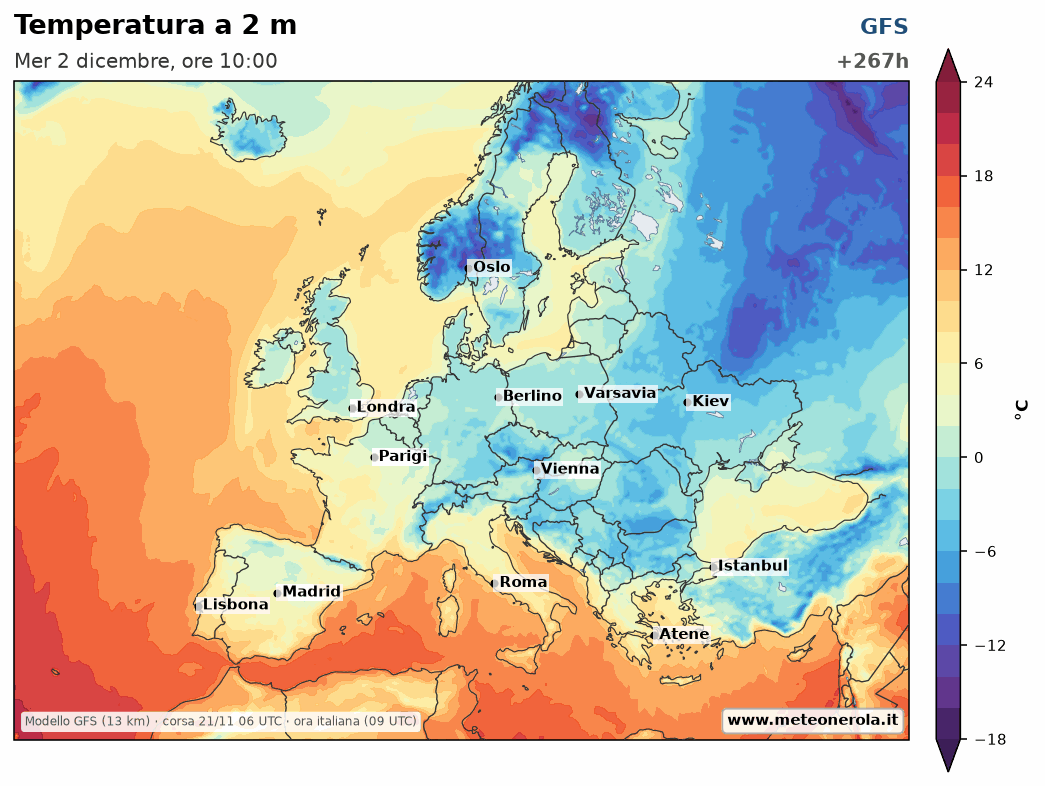 Temperatura a 2 m
GFS
Mer 2 dicembre, ore 10:00
+267h
24
18
12
6
0
−6
−12
−18
°C
Oslo
Londra
Berlino
Varsavia
Kiev
Parigi
Vienna
Istanbul
Roma
Madrid
Lisbona
Atene
Modello GFS (13 km) · corsa 21/11 06 UTC · ora italiana (09 UTC)
www.meteonerola.it